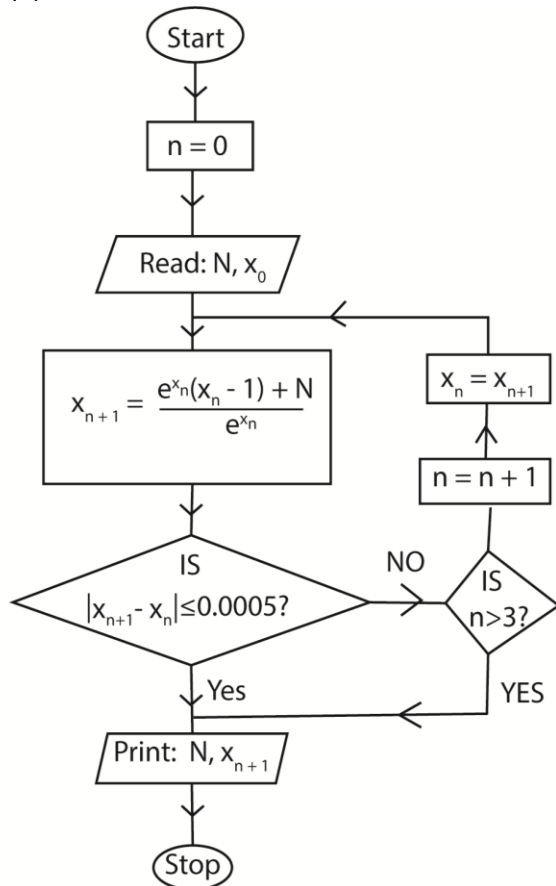 Start
n = 0
Read: N, x₀
xₙ₊₁ = (e^{xₙ}(xₙ - 1) + N) / e^{xₙ}
xₙ = xₙ₊₁
n = n + 1
IS
|xₙ₊₁ - xₙ| ≤0.0005?
NO
IS
n>3?
Yes
YES
Print: N, xₙ₊₁
Stop